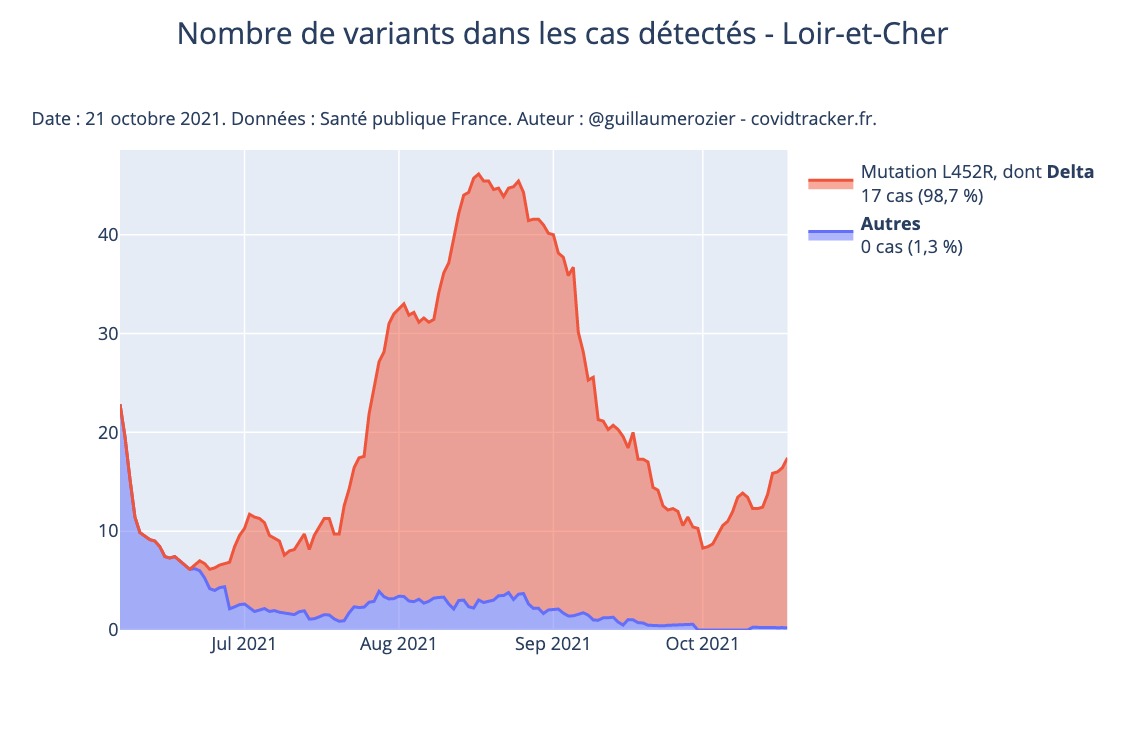 Nombre de variants dans les cas détectés - Loir-et-Cher
Date : 21 octobre 2021. Données : Santé publique France. Auteur : @guillaumerozier - covidtracker.fr.
Mutation L452R, dont Delta
17 cas (98,7 %)
Autres
0 cas (1,3 %)
40
30
20
10
0
Jul 2021 Aug 2021 Sep 2021 Oct 2021